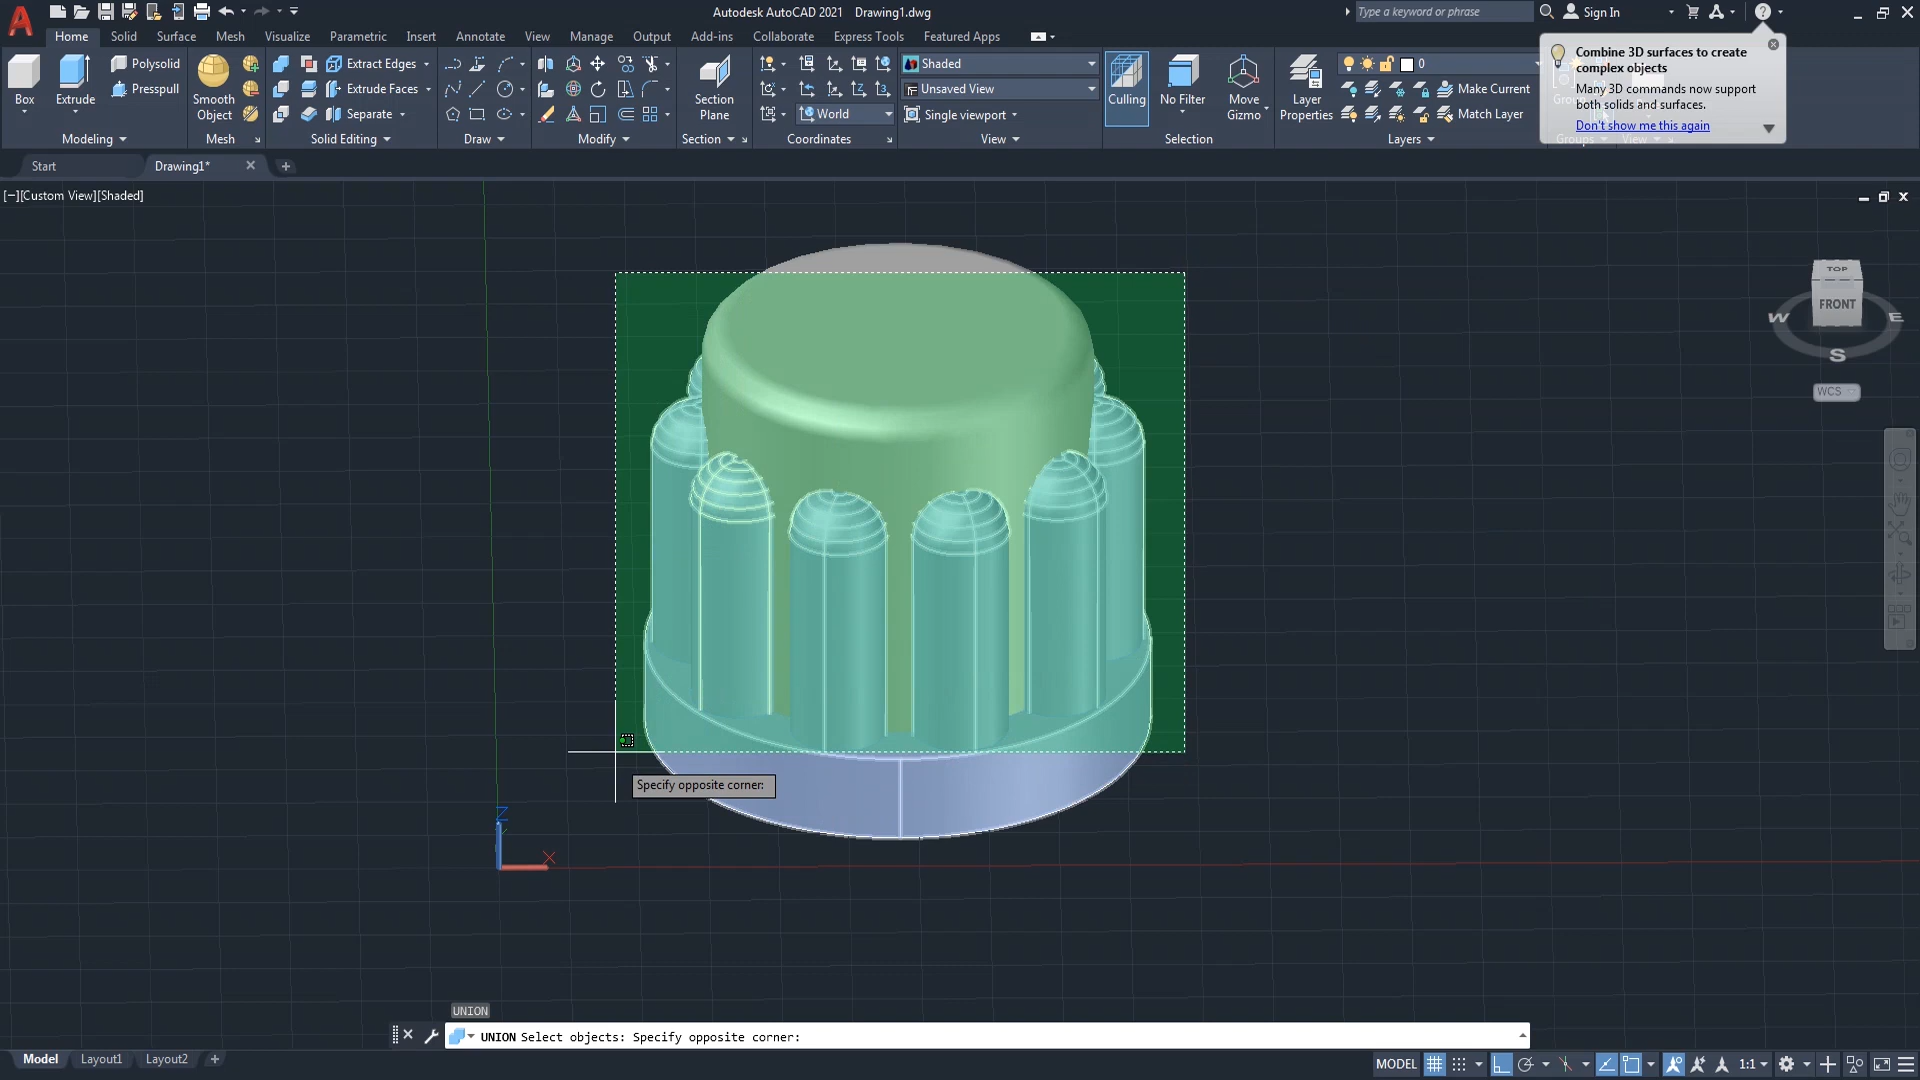 Autodesk AutoCAD 2021 Drawing1.dwg
Type a keyword or phrase
Sign In
Home Solid Surface Mesh Visualize Parametric Insert Annotate View Manage Output Add-ins Collaborate Express Tools Featured Apps
Box
Extrude
Polysolid
Presspull
Smooth
Object
Extract Edges
Extrude Faces
Separate
Section
Plane
World
Shaded
Unsaved View
Single viewport
Culling
No Filter
Move
Gizmo
Layer
Properties
0
Make Current
Match Layer
Modeling
Mesh
Solid Editing
Draw
Modify
Section
Coordinates
View
Selection
Layers
Groups
View
Combine 3D surfaces to create
complex objects
Many 3D commands now support
both solids and surfaces.
Don't show me this again
Start
Drawing1*
[−][Custom View][Shaded]
TOP
FRONT
W
E
S
WCS
Specify opposite corner:
Z
X
UNION
UNION Select objects: Specify opposite corner:
Model Layout1 Layout2
MODEL
1:1